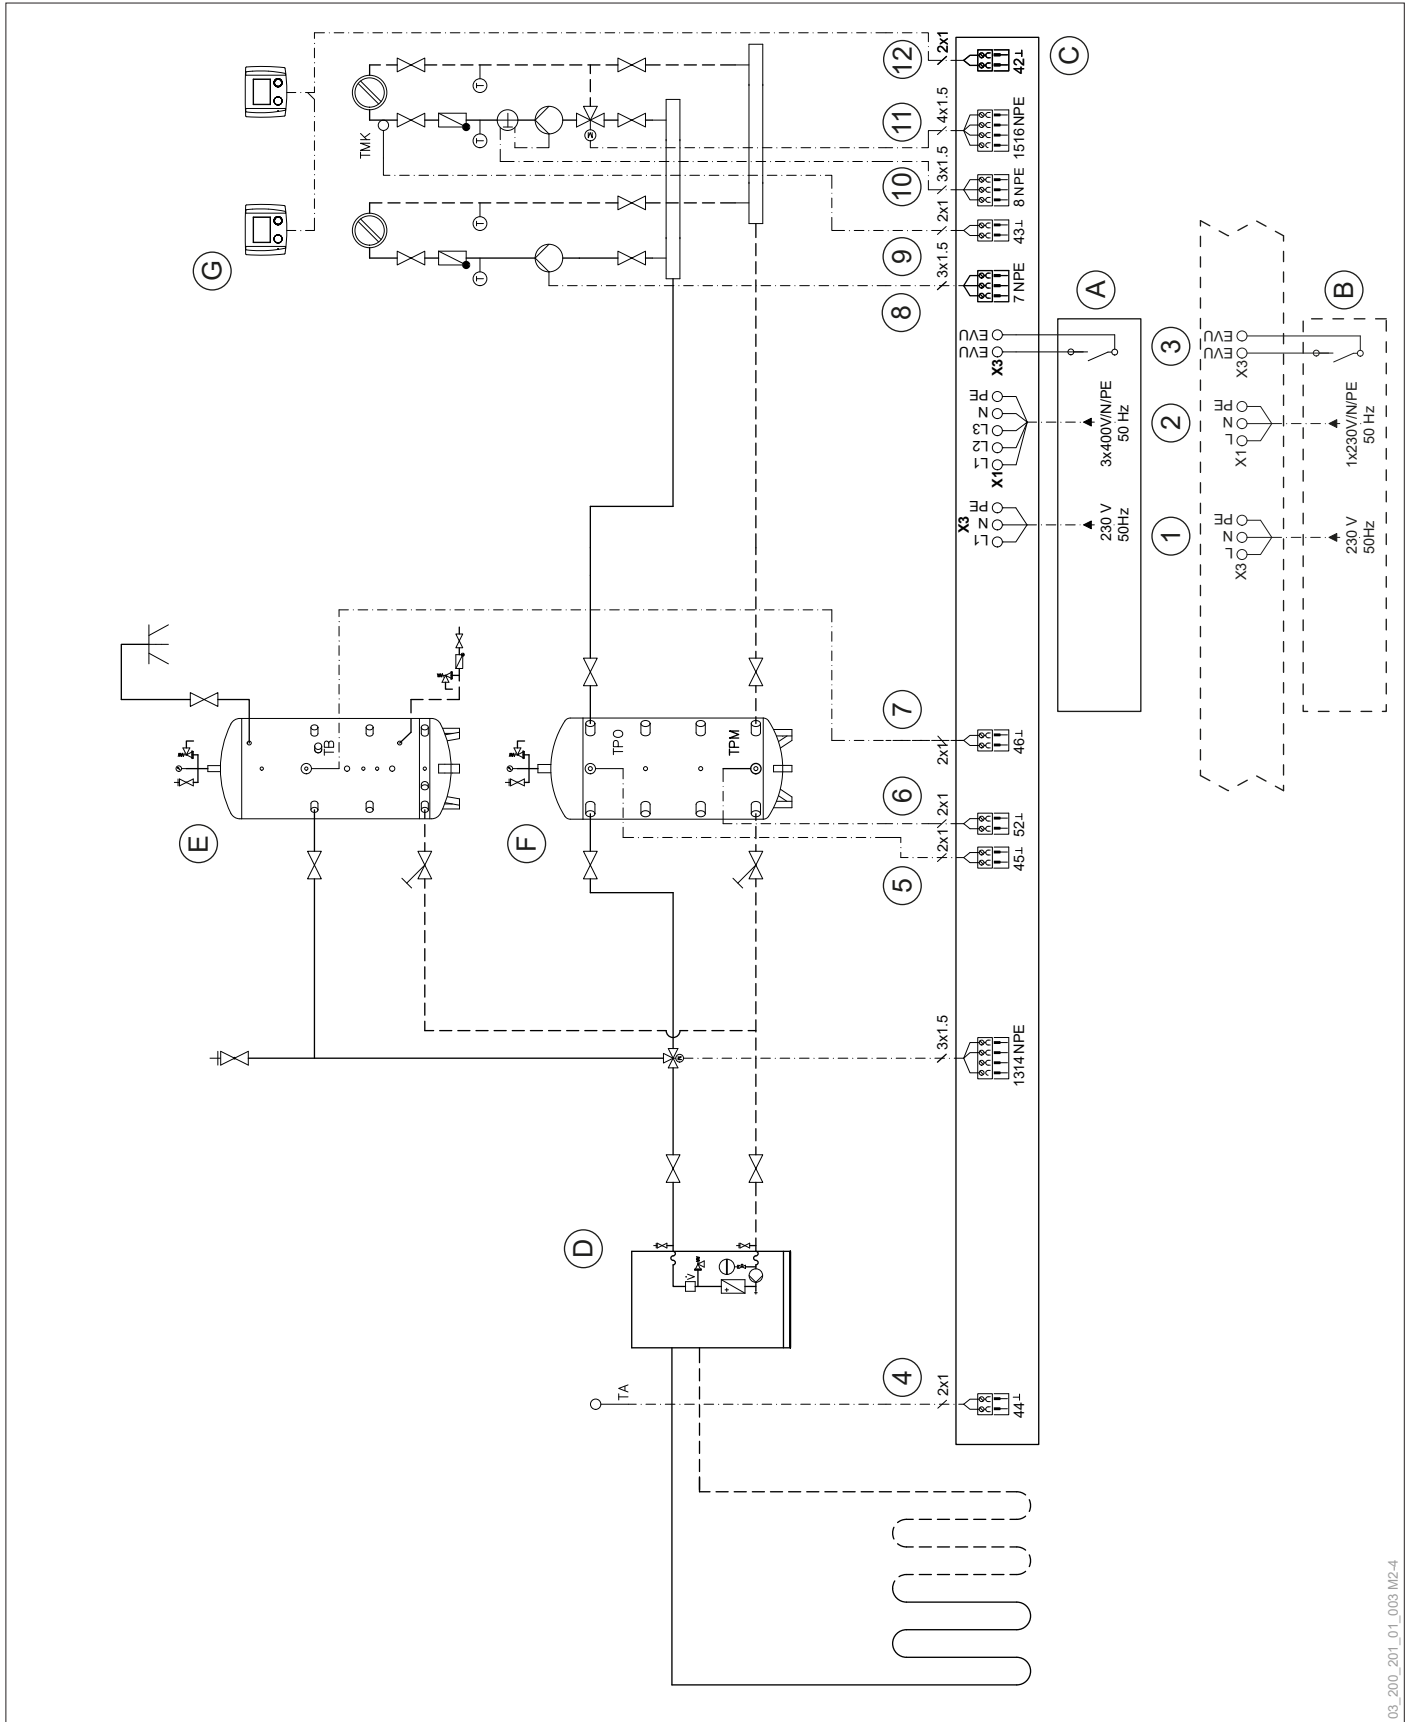 E
G
TB
TMK
T
T
T
T
F
D
TA
TPO
V̇
M
M
TPM
4
5
6
7
8
9
10
11
12
2x1
3x1.5
2x1
2x1
2x1
3x1.5
2x1
3x1.5
4x1.5
2x1
44⊥
1314 NPE
45⊥
52⊥
46⊥
7 NPE
43⊥
8 NPE
1516 NPE
42⊥
C
X3
L1
N
PE
X1
L1
L2
L3
N
PE
X3
EVU
EVU
A
230 V
50Hz
3x400V/N/PE
50 Hz
1
2
3
X3
L
N
PE
X1
L
N
PE
X3
EVU
EVU
B
230 V
50Hz
1x230V/N/PE
50 Hz
03_200_201_01_003 M2-4